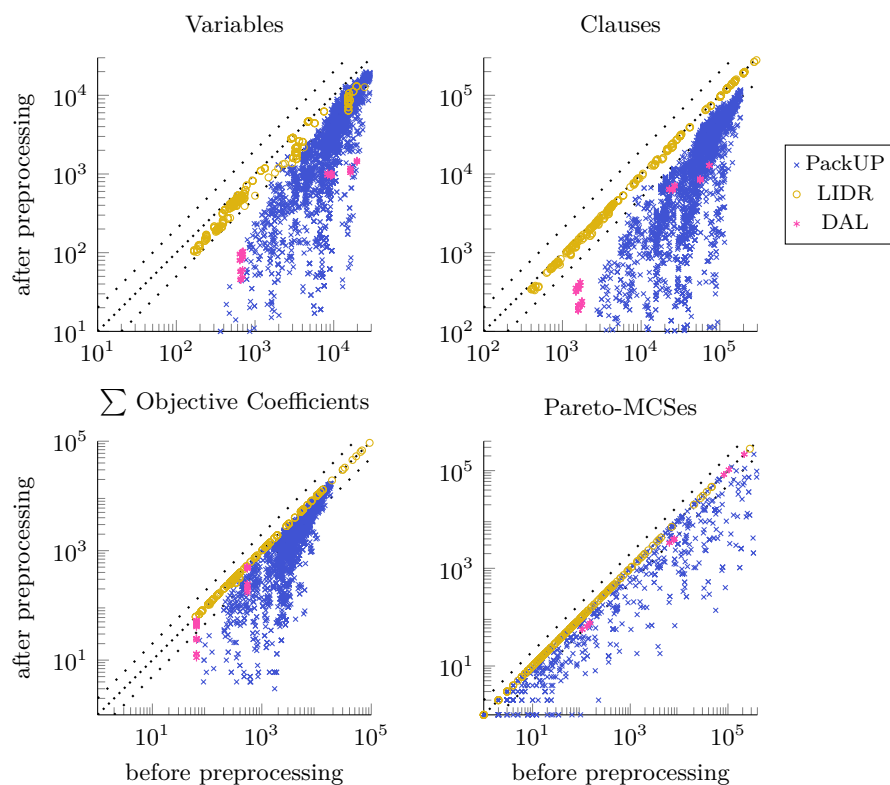 Variables
Clauses
after preprocessing
10^4
10^3
10^2
10^1
10^1 10^2 10^3 10^4
10^5
10^4
10^3
10^2
10^2 10^3 10^4 10^5
PackUP
LIDR
DAL
∑ Objective Coefficients
Pareto-MCSes
after preprocessing
10^5
10^3
10^1
10^1 10^3 10^5
before preprocessing
10^5
10^3
10^1
10^1 10^3 10^5
before preprocessing